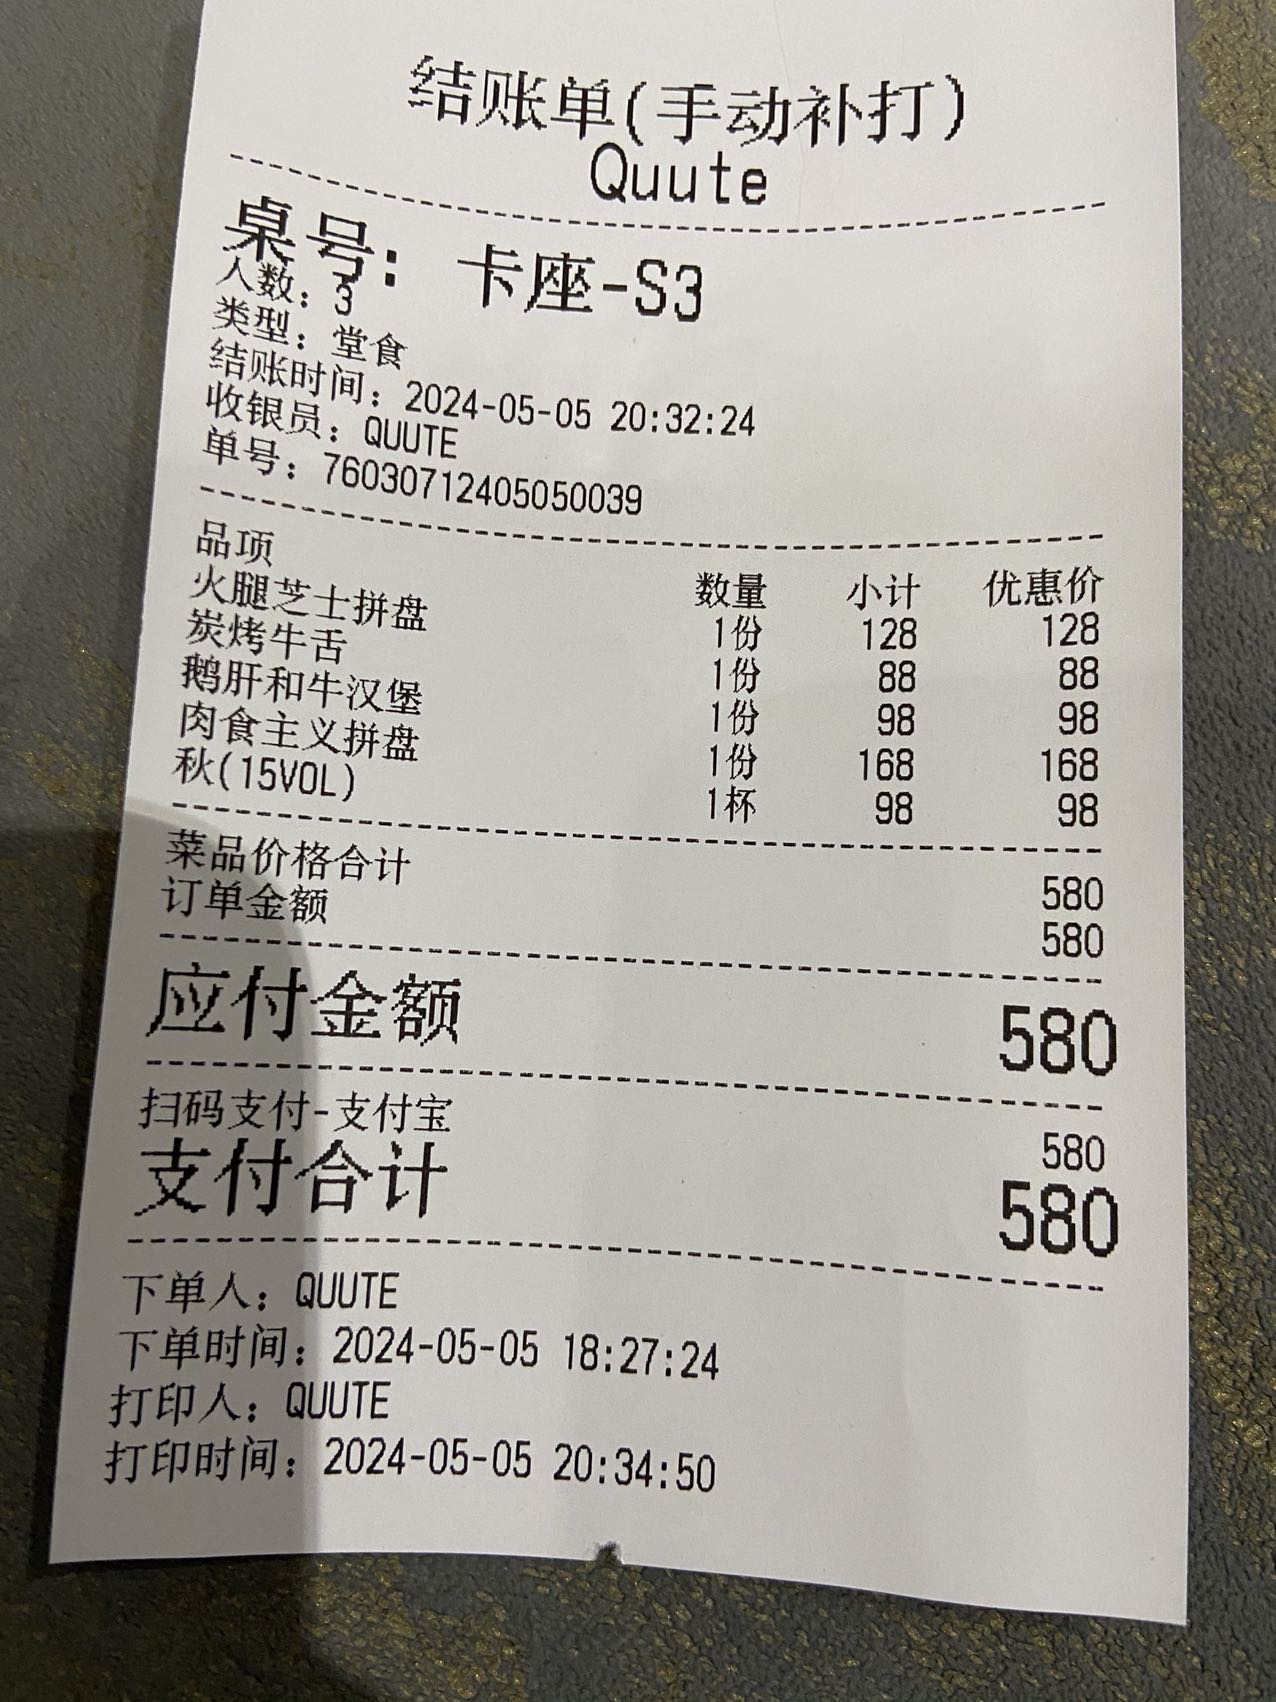 结账单(手动补打)
Quute
桌号: 卡座-S3
人数: 3
类型: 堂食
结账时间: 2024-05-05 20:32:24
收银员: QUUTE
单号: 76030712405050039
品项 数量 小计 优惠价
火腿芝士拼盘 1份 128 128
炭烤牛舌 1份 88 88
鹅肝和牛汉堡 1份 98 98
肉食主义拼盘 1份 168 168
秋(15VOL) 1杯 98 98
菜品价格合计 580
订单金额 580
应付金额 580
扫码支付-支付宝 580
支付合计 580
下单人: QUUTE
下单时间: 2024-05-05 18:27:24
打印人: QUUTE
打印时间: 2024-05-05 20:34:50